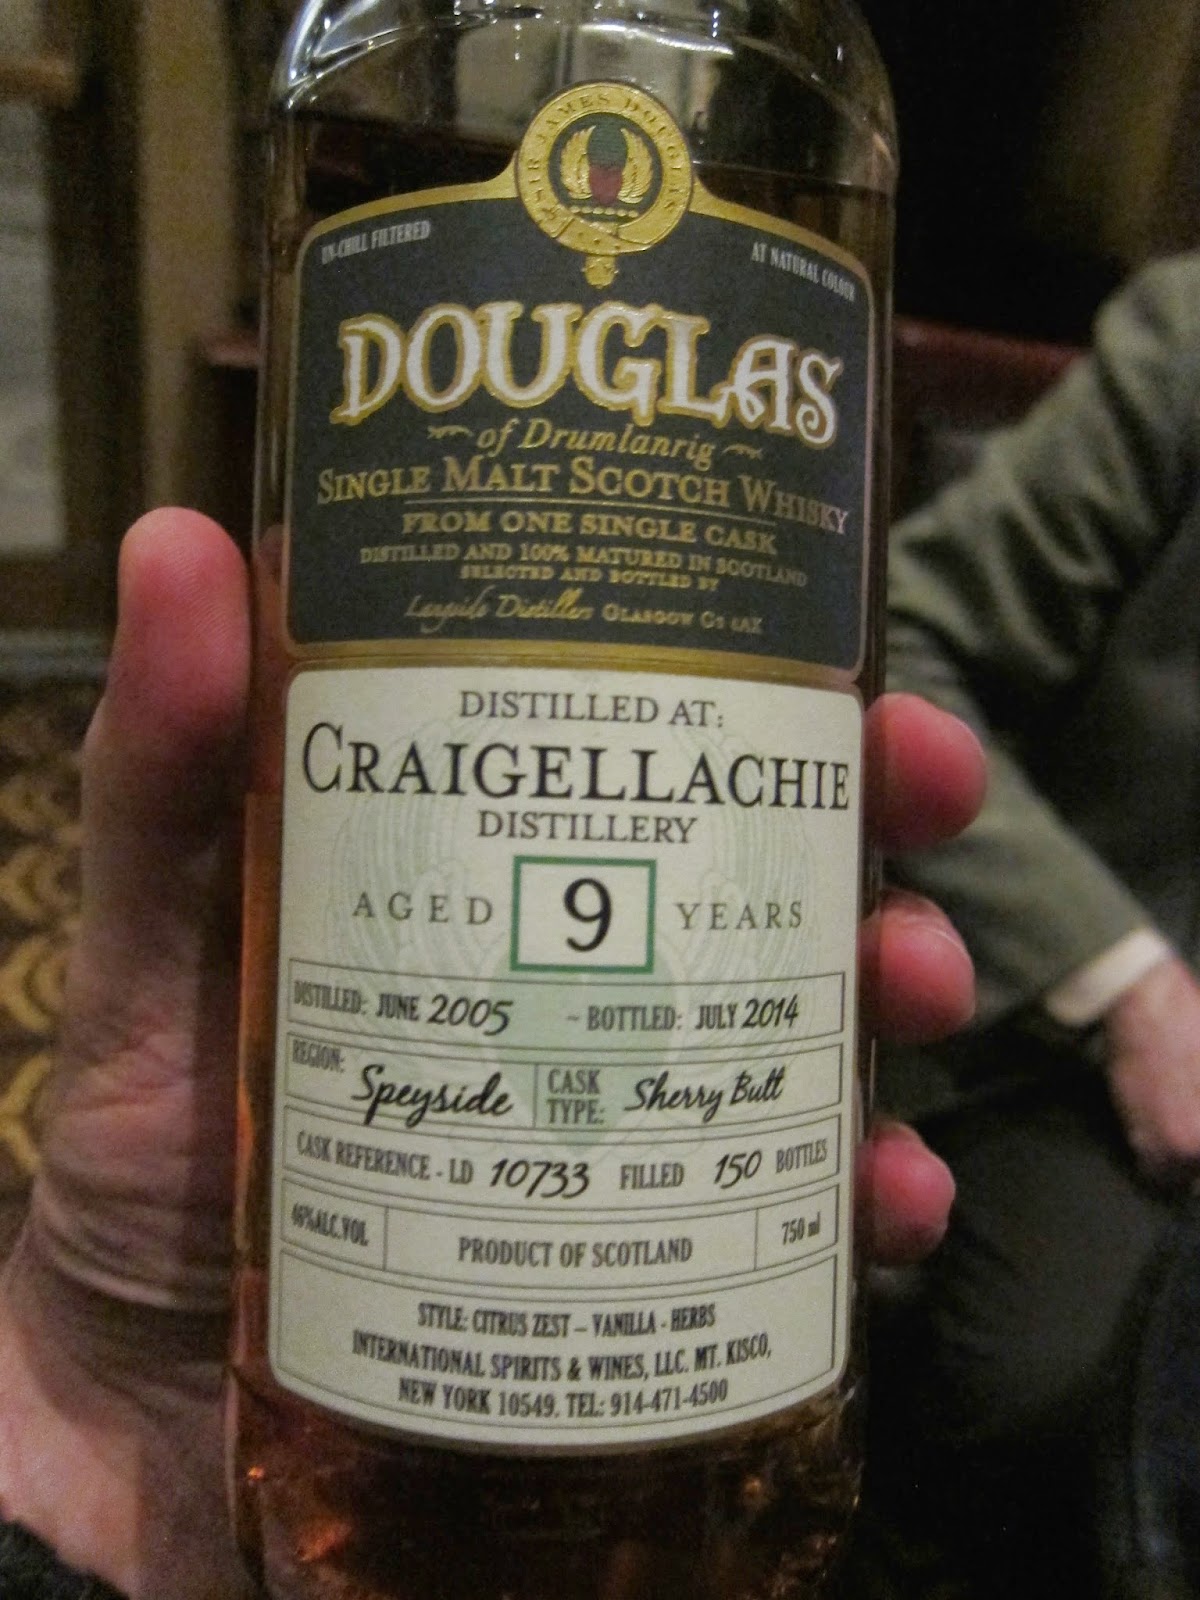 SIR JAMES DOUGLAS
UN-CHILL FILTERED
AT NATURAL COLOUR
DOUGLAS
of Drumlanrig
SINGLE MALT SCOTCH WHISKY
FROM ONE SINGLE CASK
DISTILLED AND 100% MATURED IN SCOTLAND
SELECTED AND BOTTLED BY
Langside Distillers GLASGOW
DISTILLED AT:
CRAIGELLACHIE
DISTILLERY
AGED 9 YEARS
DISTILLED: JUNE 2005 ~ BOTTLED: JULY 2014
REGION: Speyside CASK TYPE: Sherry Butt
CASK REFERENCE - LD 10733 FILLED 150 BOTTLES
46%ALC.VOL PRODUCT OF SCOTLAND 750 ml
STYLE: CITRUS ZEST – VANILLA - HERBS
INTERNATIONAL SPIRITS & WINES, LLC. MT. KISCO,
NEW YORK 10549. TEL: 914-471-4500